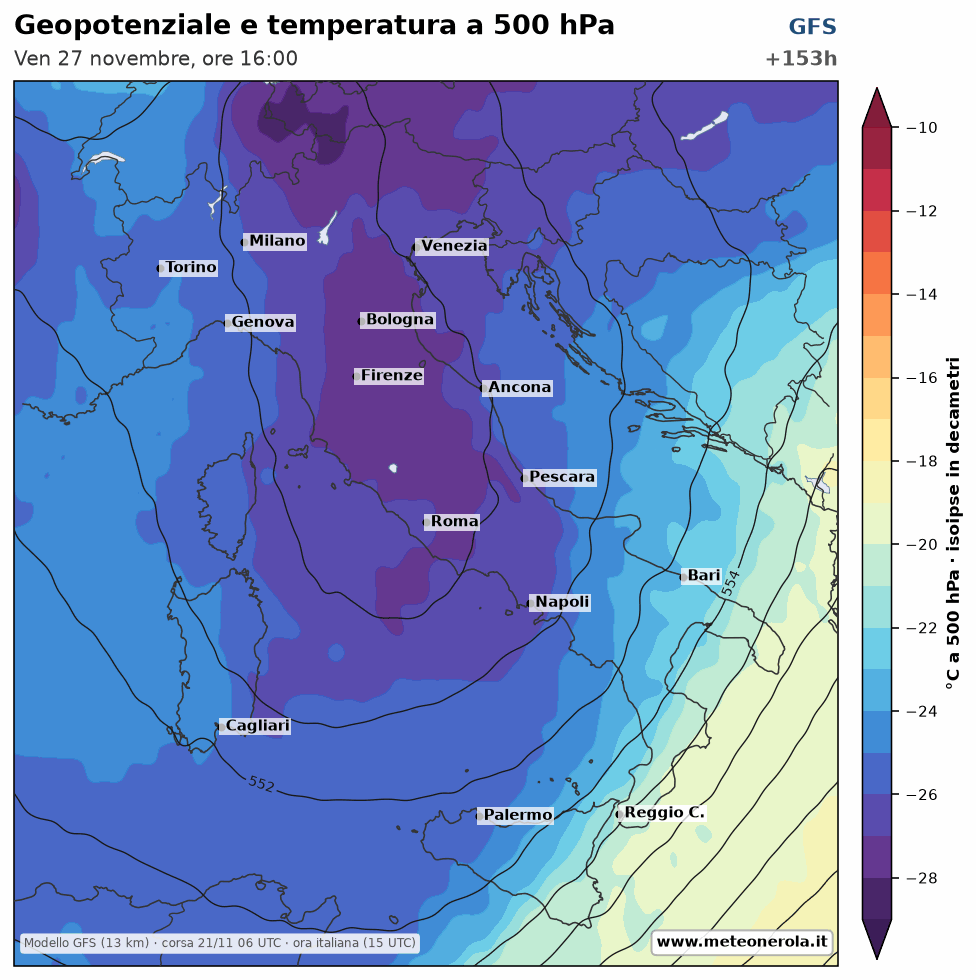 Geopotenziale e temperatura a 500 hPa
GFS
Ven 27 novembre, ore 16:00
+153h
Milano
Venezia
Torino
Genova
Bologna
Firenze
Ancona
Pescara
Roma
Bari
554
Napoli
Cagliari
552
Palermo
Reggio C.
Modello GFS (13 km) · corsa 21/11 06 UTC · ora italiana (15 UTC)
www.meteonerola.it
−10
−12
−14
−16
−18
−20
−22
−24
−26
−28
°C a 500 hPa · isoipse in decametri